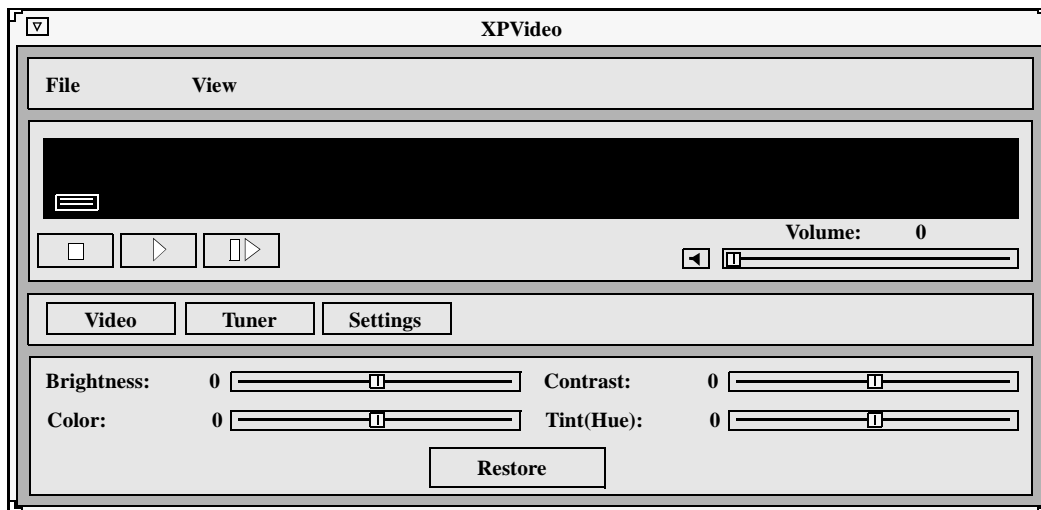 XPVideo
File View
Volume: 0
Video Tuner Settings
Brightness: 0 Contrast: 0
Color: 0 Tint(Hue): 0
Restore